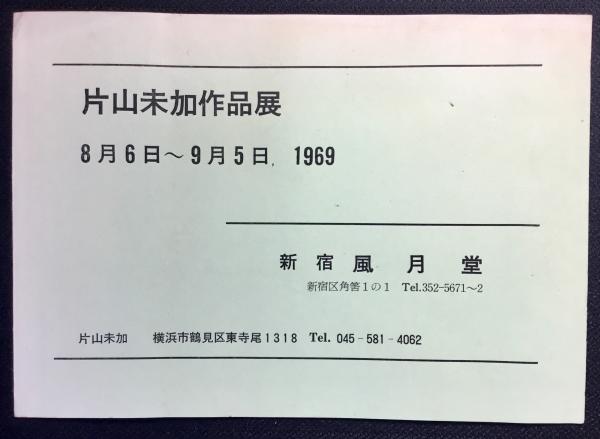 片山未加作品展
8月6日〜9月5日, 1969
新宿 風月堂
新宿区角筈1の1 Tel.352-5671〜2
片山未加 横浜市鶴見区東寺尾1318 Tel. 045-581-4062